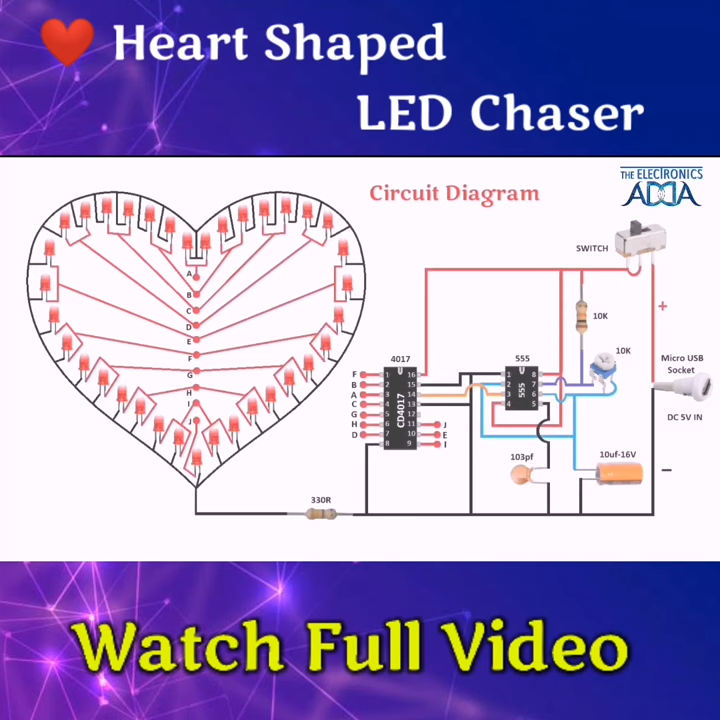 ❤️ Heart Shaped
LED Chaser
THE ELECTRONICS
Circuit Diagram
SWITCH
A
B
C
D
E
F
G
H
I
J
+
10K
10K
Micro USB
Socket
DC 5V IN
4017
F 1 16
B 2 15
A 3 14
C 4 13
G 5 12
H 6 11 J
D 7 10 E
8 9 I
CD4017
555
1 8
2 7
3 6
4 5
555
103pf
10uf-16V
−
330R
Watch Full Video